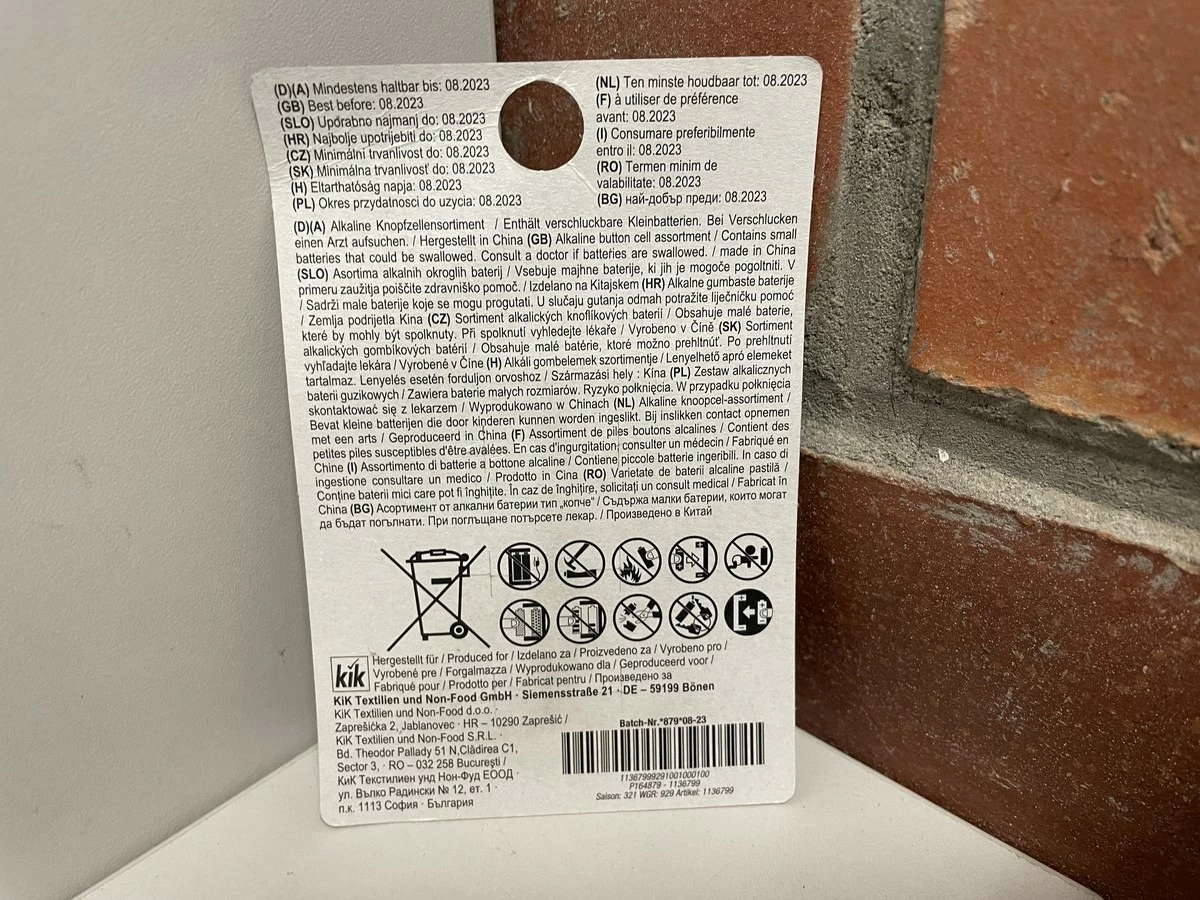 (D)(A) Mindestens haltbar bis: 08.2023
(GB) Best before: 08.2023
(SLO) Uporabno najmanj do: 08.2023
(HR) Najbolje upotrijebiti do: 08.2023
(CZ) Minimální trvanlivost do: 08.2023
(SK) Minimálna trvanlivosť do: 08.2023
(H) Eltarthatóság napja: 08.2023
(PL) Okres przydatnosci do uzycia: 08.2023
(NL) Ten minste houdbaar tot: 08.2023
(F) à utiliser de préférence
avant: 08.2023
(I) Consumare preferibilmente
entro il: 08.2023
(RO) Termen minim de
valabilitate: 08.2023
(BG) най-добър преди: 08.2023
(D)(A) Alkaline Knopfzellensortiment / Enthält verschluckbare Kleinbatterien. Bei Verschlucken
einen Arzt aufsuchen. / Hergestellt in China (GB) Alkaline button cell assortment / Contains small
batteries that could be swallowed. Consult a doctor if batteries are swallowed. / made in China
(SLO) Asortima alkalnih okroglih baterij / Vsebuje majhne baterije, ki jih je mogoče pogoltniti. V
primeru zaužitja poiščite zdravniško pomoč. / Izdelano na Kitajskem (HR) Alkalne gumbaste baterije
/ Sadrži male baterije koje se mogu progutati. U slučaju gutanja odmah potražite liječničku pomoć
/ Zemlja podrijetla Kina (CZ) Sortiment alkalických knoflíkových baterií / Obsahuje malé baterie,
které by mohly být spolknuty. Při spolknutí vyhledejte lékaře / Vyrobeno v Číně (SK) Sortiment
alkalických gombíkových batérií / Obsahuje malé batérie, ktoré možno prehltnúť. Po prehltnutí
vyhľadajte lekára / Vyrobené v Číne (H) Alkáli gombelemek szortimentje / Lenyelhető apró elemeket
tartalmaz. Lenyelés esetén forduljon orvoshoz / Származási hely : Kína (PL) Zestaw alkalicznych
baterii guzikowych / Zawiera baterie małych rozmiarów. Ryzyko połknięcia. W przypadku połknięcia
skontaktować się z lekarzem / Wyprodukowano w Chinach (NL) Alkaline knoopcel-assortiment /
Bevat kleine batterijen die door kinderen kunnen worden ingeslikt. Bij inslikken contact opnemen
met een arts / Geproduceerd in China (F) Assortiment de piles boutons alcalines / Contient des
petites piles susceptibles d'être avalées. En cas d'ingurgitation, consulter un médecin / Fabriqué en
Chine (I) Assortimento di batterie a bottone alcaline / Contiene piccole batterie ingeribili. In caso di
ingestione consultare un medico / Prodotto in Cina (RO) Varietate de baterii alcaline pastilă /
Conține baterii mici care pot fi înghițite. În caz de înghițire, solicitați un consult medical / Fabricat în
China (BG) Асортимент от алкални батерии тип „копче“ / Съдържа малки батерии, които могат
да бъдат погълнати. При поглъщане потърсете лекар. / Произведено в Китай
kik
Hergestellt für / Produced for / Izdelano za / Proizvedeno za / Vyrobeno pro /
Vyrobené pre / Forgalmazza / Wyprodukowano dla / Geproduceerd voor /
Fabriqué pour / Prodotto per / Fabricat pentru / Произведено за
KiK Textilien und Non-Food GmbH · Siemensstraße 21 · DE – 59199 Bönen
KiK Textilien und Non-Food d.o.o. ·
Zaprešička 2, Jablanovec · HR – 10290 Zaprešić /
KiK Textilien und Non-Food S.R.L. ·
Bd. Theodor Pallady 51 N,Clădirea C1,
Sector 3, · RO – 032 258 București /
КиК Текстилиен унд Нон-Фуд ЕООД ·
ул. Вълко Радински № 12, ет. 1 ·
п.к. 1113 София · България
Batch-Nr.*879*08-23
11367999291001000100
P164879 - 1136799
Saison: 321 WGR: 929 Artikel: 1136799